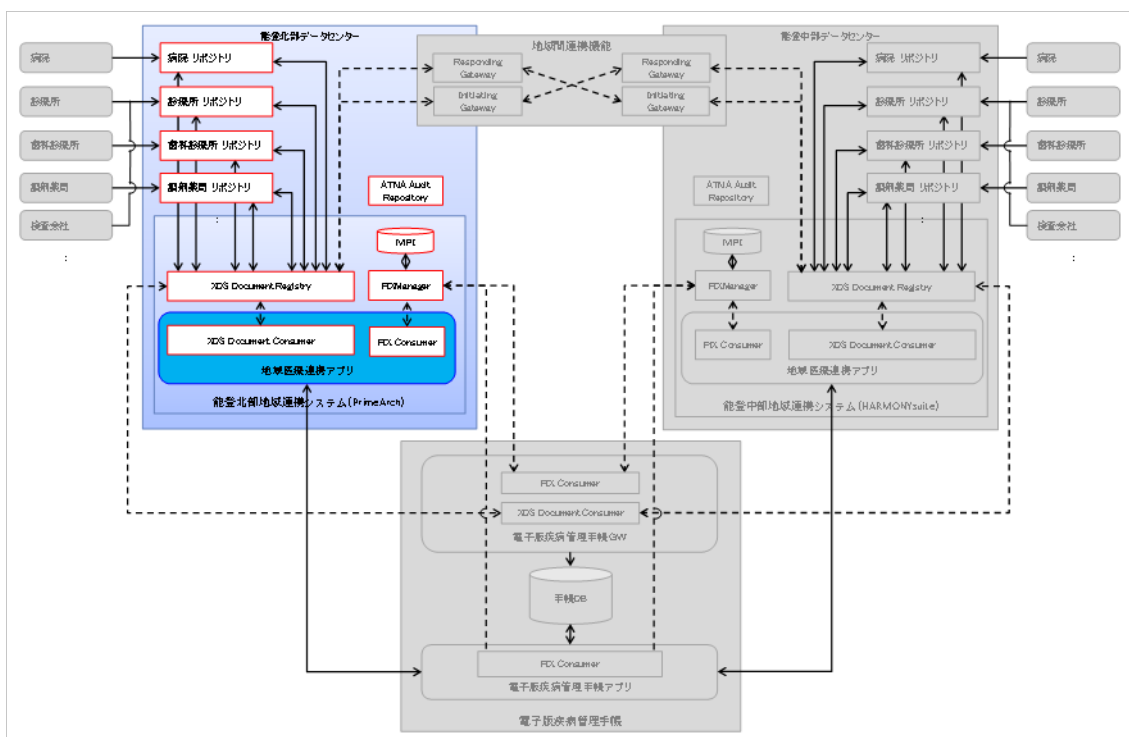 能登北部データセンター
病院
診療所
歯科診療所
調剤薬局
検査会社
:
病院 リポジトリ
診療所 リポジトリ
歯科診療所 リポジトリ
調剤薬局 リポジトリ
:
ATNA Audit
Repository
MPI
PIXManager
XDS Document Registry
XDS Document Consumer
PIX Consumer
地域医療連携アプリ
能登北部地域連携システム(PrimeArch)
地域間連携機能
Responding
Gateway
Initiating
Gateway
Responding
Gateway
Initiating
Gateway
能登中部データセンター
病院 リポジトリ
診療所 リポジトリ
歯科診療所 リポジトリ
調剤薬局 リポジトリ
:
ATNA Audit
Repository
MPI
PIXManager
XDS Document Registry
PIX Consumer
XDS Document Consumer
地域医療連携アプリ
能登中部地域連携システム(HARMONYsuite)
病院
診療所
歯科診療所
調剤薬局
検査会社
:
PIX Consumer
XDS Document Consumer
電子版疾病管理手帳GW
手帳DB
PIX Consumer
電子版疾病管理手帳アプリ
電子版疾病管理手帳